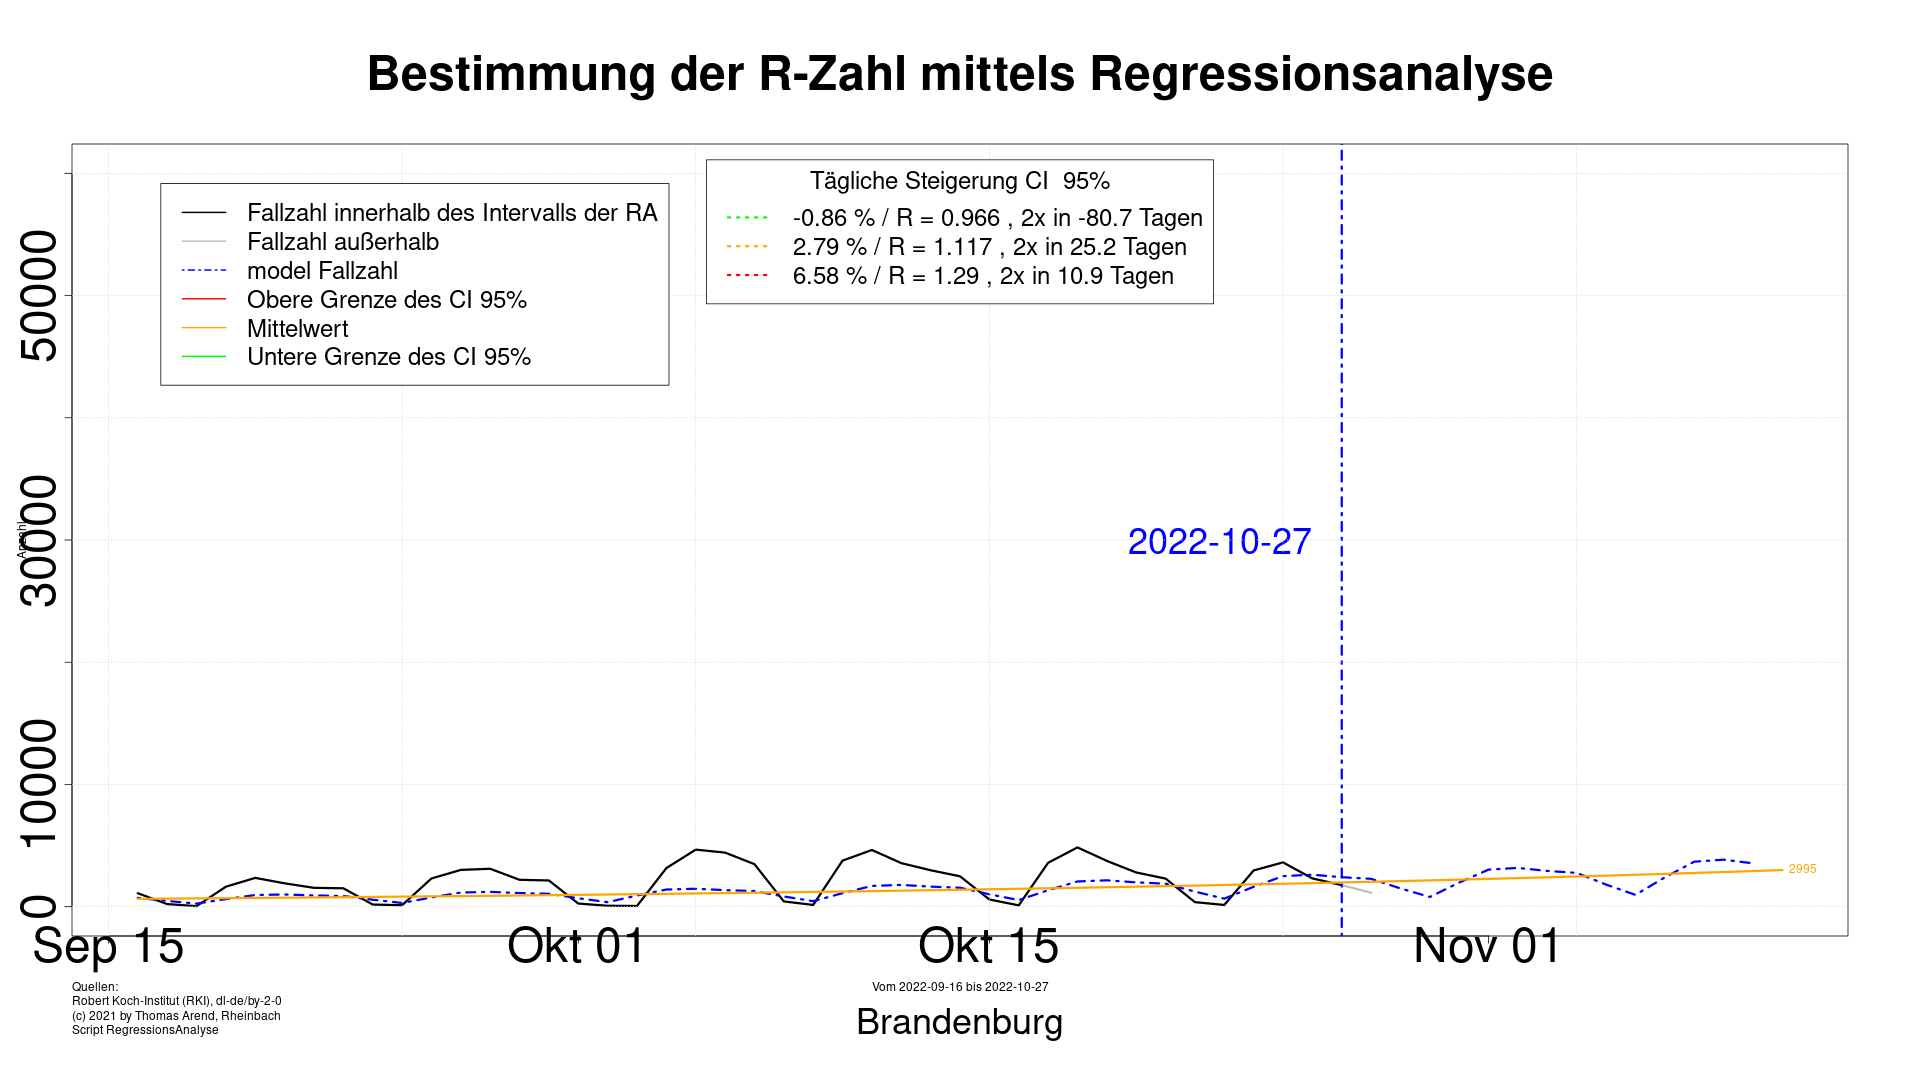 Bestimmung der R-Zahl mittels Regressionsanalyse
Fallzahl innerhalb des Intervalls der RA
Fallzahl außerhalb
model Fallzahl
Obere Grenze des CI 95%
Mittelwert
Untere Grenze des CI 95%
Tägliche Steigerung CI 95%
-0.86 % / R = 0.966 , 2x in -80.7 Tagen
2.79 % / R = 1.117 , 2x in 25.2 Tagen
6.58 % / R = 1.29 , 2x in 10.9 Tagen
50000
30000
10000
0
Anzahl
2022-10-27
2995
Sep 15
Okt 01
Okt 15
Nov 01
Quellen:
Robert Koch-Institut (RKI), dl-de/by-2-0
(c) 2021 by Thomas Arend, Rheinbach
Script RegressionsAnalyse
Vom 2022-09-16 bis 2022-10-27
Brandenburg